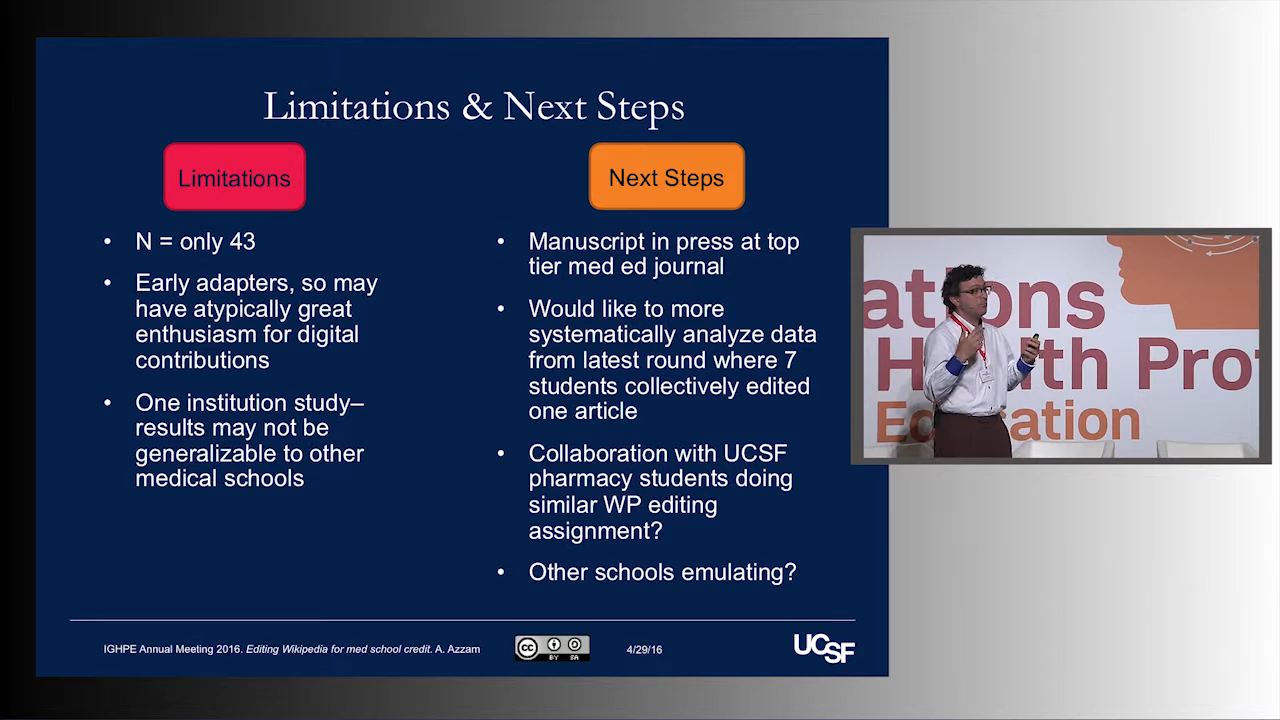 Limitations & Next Steps
Limitations
• N = only 43
• Early adapters, so may
have atypically great
enthusiasm for digital
contributions
• One institution study–
results may not be
generalizable to other
medical schools
Next Steps
• Manuscript in press at top
tier med ed journal
• Would like to more
systematically analyze data
from latest round where 7
students collectively edited
one article
• Collaboration with UCSF
pharmacy students doing
similar WP editing
assignment?
• Other schools emulating?
IGHPE Annual Meeting 2016. Editing Wikipedia for med school credit. A. Azzam
cc BY SA
4/29/16
UCSF
ations
Health Prof
Education